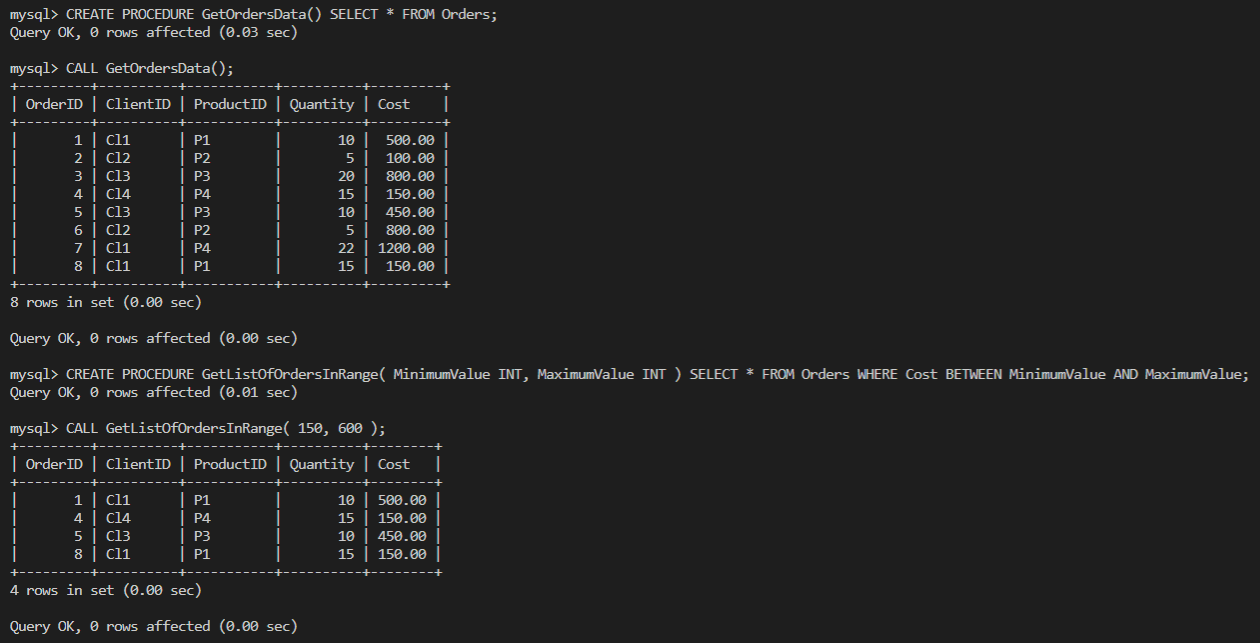 mysql> CREATE PROCEDURE GetOrdersData() SELECT * FROM Orders;
Query OK, 0 rows affected (0.03 sec)
mysql> CALL GetOrdersData();
+---------+----------+-----------+----------+---------+
| OrderID | ClientID | ProductID | Quantity | Cost    |
+---------+----------+-----------+----------+---------+
|       1 | Cl1      | P1        |       10 |  500.00 |
|       2 | Cl2      | P2        |        5 |  100.00 |
|       3 | Cl3      | P3        |       20 |  800.00 |
|       4 | Cl4      | P4        |       15 |  150.00 |
|       5 | Cl3      | P3        |       10 |  450.00 |
|       6 | Cl2      | P2        |        5 |  800.00 |
|       7 | Cl1      | P4        |       22 | 1200.00 |
|       8 | Cl1      | P1        |       15 |  150.00 |
+---------+----------+-----------+----------+---------+
8 rows in set (0.00 sec)
Query OK, 0 rows affected (0.00 sec)
mysql> CREATE PROCEDURE GetListOfOrdersInRange( MinimumValue INT, MaximumValue INT ) SELECT * FROM Orders WHERE Cost BETWEEN MinimumValue AND MaximumValue;
Query OK, 0 rows affected (0.01 sec)
mysql> CALL GetListOfOrdersInRange( 150, 600 );
+---------+----------+-----------+----------+--------+
| OrderID | ClientID | ProductID | Quantity | Cost   |
+---------+----------+-----------+----------+--------+
|       1 | Cl1      | P1        |       10 | 500.00 |
|       4 | Cl4      | P4        |       15 | 150.00 |
|       5 | Cl3      | P3        |       10 | 450.00 |
|       8 | Cl1      | P1        |       15 | 150.00 |
+---------+----------+-----------+----------+--------+
4 rows in set (0.00 sec)
Query OK, 0 rows affected (0.00 sec)